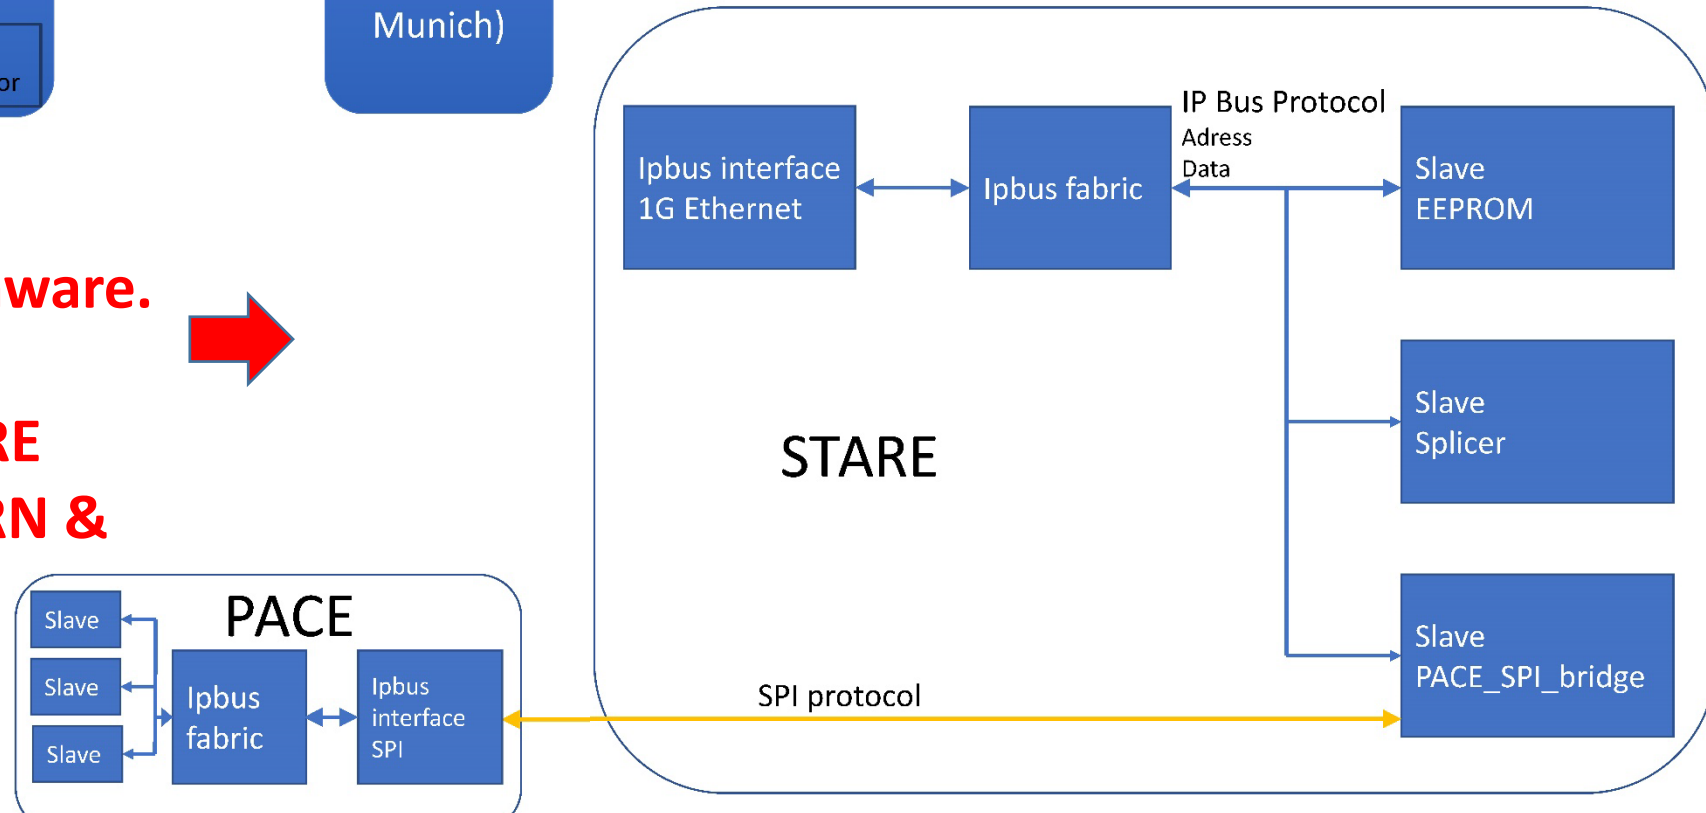 Munich)
or
IP Bus Protocol
Adress
Data
Ipbus interface
1G Ethernet
Ipbus fabric
Slave
EEPROM
Slave
Splicer
STARE
Slave
PACE_SPI_bridge
SPI protocol
ware.
RE
RN &
PACE
Slave
Slave
Slave
Ipbus
fabric
Ipbus
interface
SPI